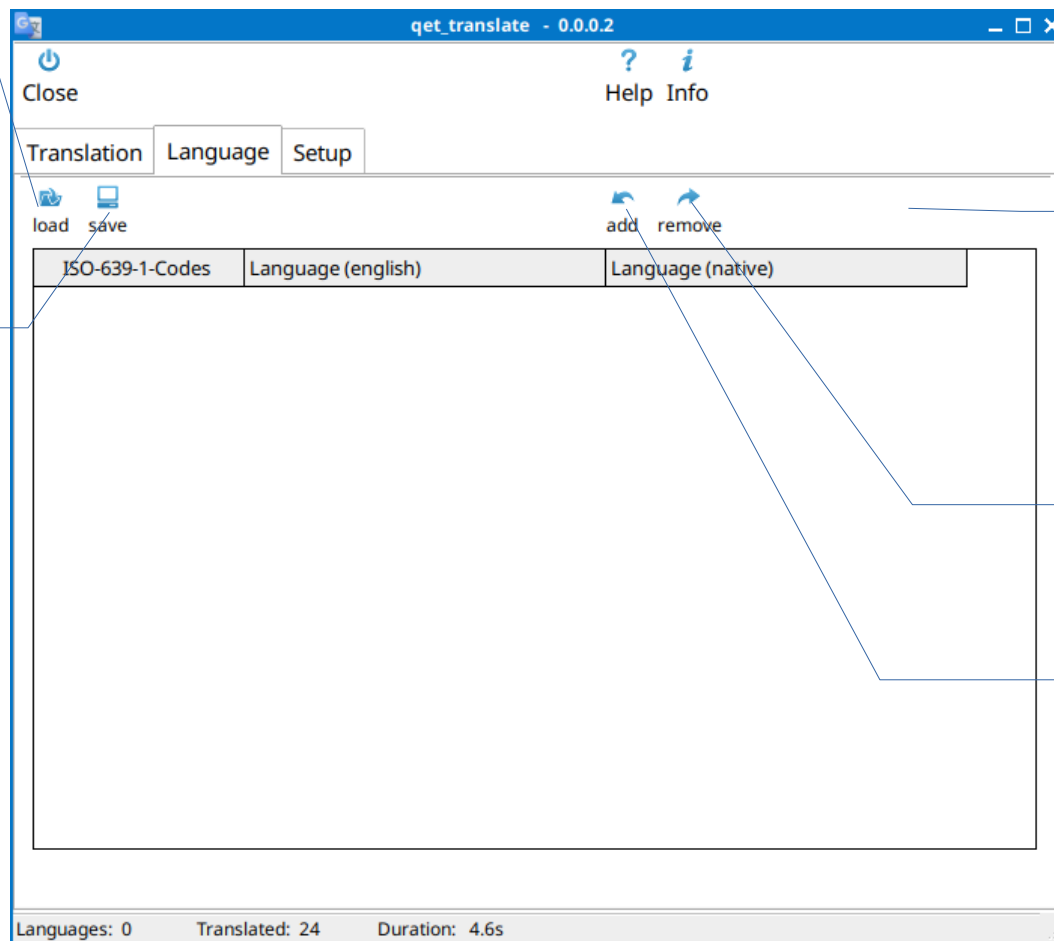 qet_translate - 0.0.0.2
Close Help Info
Translation Language Setup
load save add remove
ISO-639-1-Codes Language (english) Language (native)
Languages: 0 Translated: 24 Duration: 4.6s